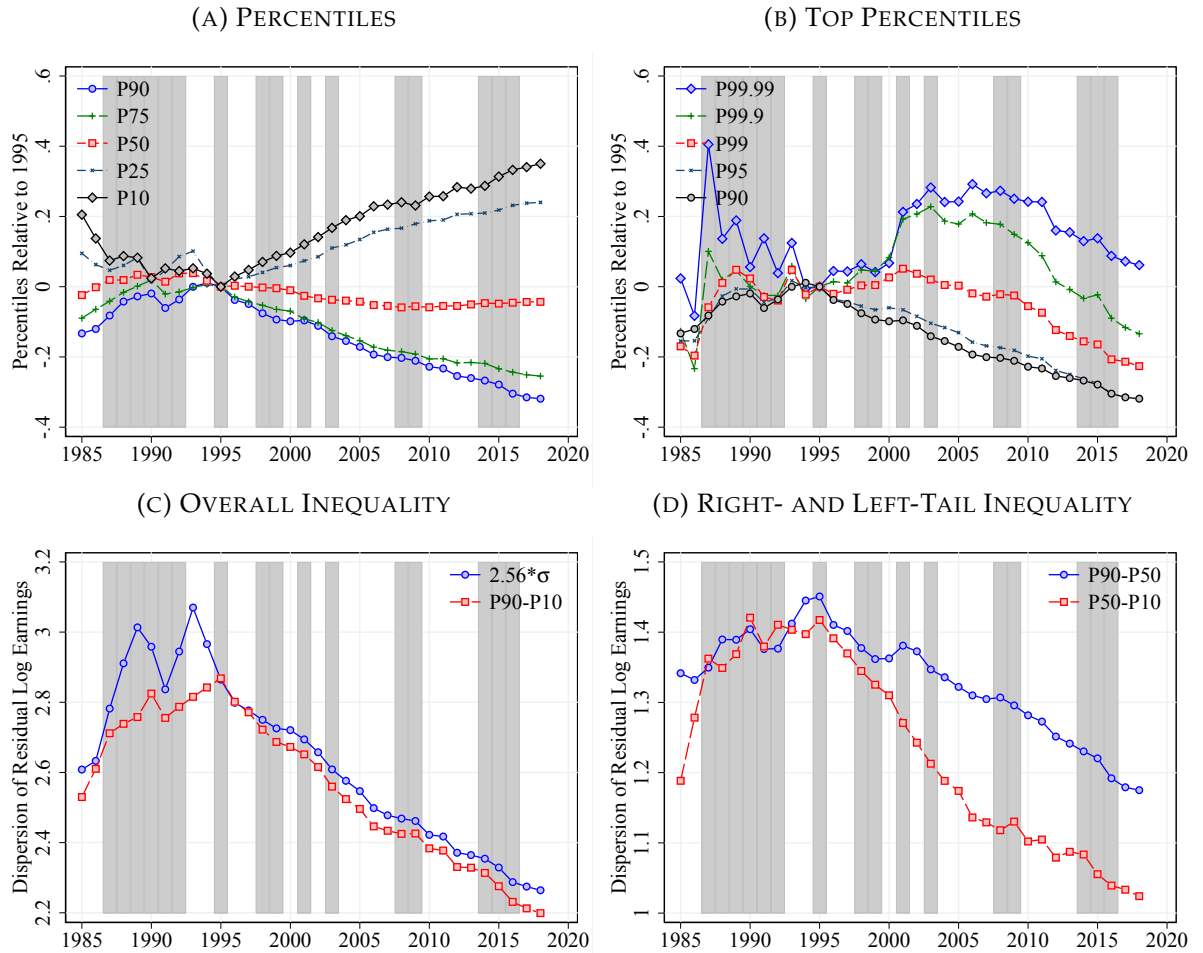 (A) PERCENTILES
Percentiles Relative to 1995
.6
.4
.2
0
-.2
-.4
P90
P75
P50
P25
P10
1985 1990 1995 2000 2005 2010 2015 2020
(B) TOP PERCENTILES
Percentiles Relative to 1995
.6
.4
.2
0
-.2
-.4
P99.99
P99.9
P99
P95
P90
1985 1990 1995 2000 2005 2010 2015 2020
(C) OVERALL INEQUALITY
Dispersion of Residual Log Earnings
3.2
3
2.8
2.6
2.4
2.2
2.56*σ
P90-P10
1985 1990 1995 2000 2005 2010 2015 2020
(D) RIGHT- AND LEFT-TAIL INEQUALITY
Dispersion of Residual Log Earnings
1.5
1.4
1.3
1.2
1.1
1
P90-P50
P50-P10
1985 1990 1995 2000 2005 2010 2015 2020